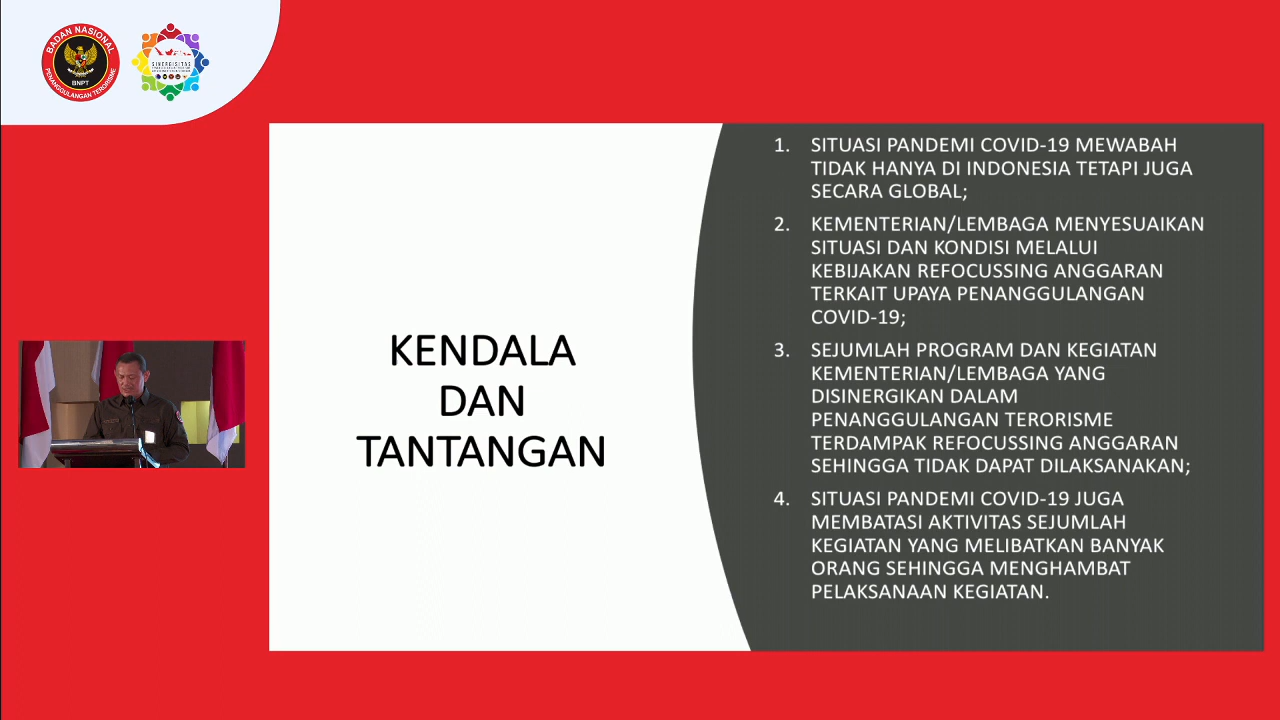 BADAN NASIONAL
BNPT
PENANGGULANGAN TERORISME
SINERGISITAS
KENDALA
DAN
TANTANGAN
1. SITUASI PANDEMI COVID-19 MEWABAH
TIDAK HANYA DI INDONESIA TETAPI JUGA
SECARA GLOBAL;
2. KEMENTERIAN/LEMBAGA MENYESUAIKAN
SITUASI DAN KONDISI MELALUI
KEBIJAKAN REFOCUSSING ANGGARAN
TERKAIT UPAYA PENANGGULANGAN
COVID-19;
3. SEJUMLAH PROGRAM DAN KEGIATAN
KEMENTERIAN/LEMBAGA YANG
DISINERGIKAN DALAM
PENANGGULANGAN TERORISME
TERDAMPAK REFOCUSSING ANGGARAN
SEHINGGA TIDAK DAPAT DILAKSANAKAN;
4. SITUASI PANDEMI COVID-19 JUGA
MEMBATASI AKTIVITAS SEJUMLAH
KEGIATAN YANG MELIBATKAN BANYAK
ORANG SEHINGGA MENGHAMBAT
PELAKSANAAN KEGIATAN.